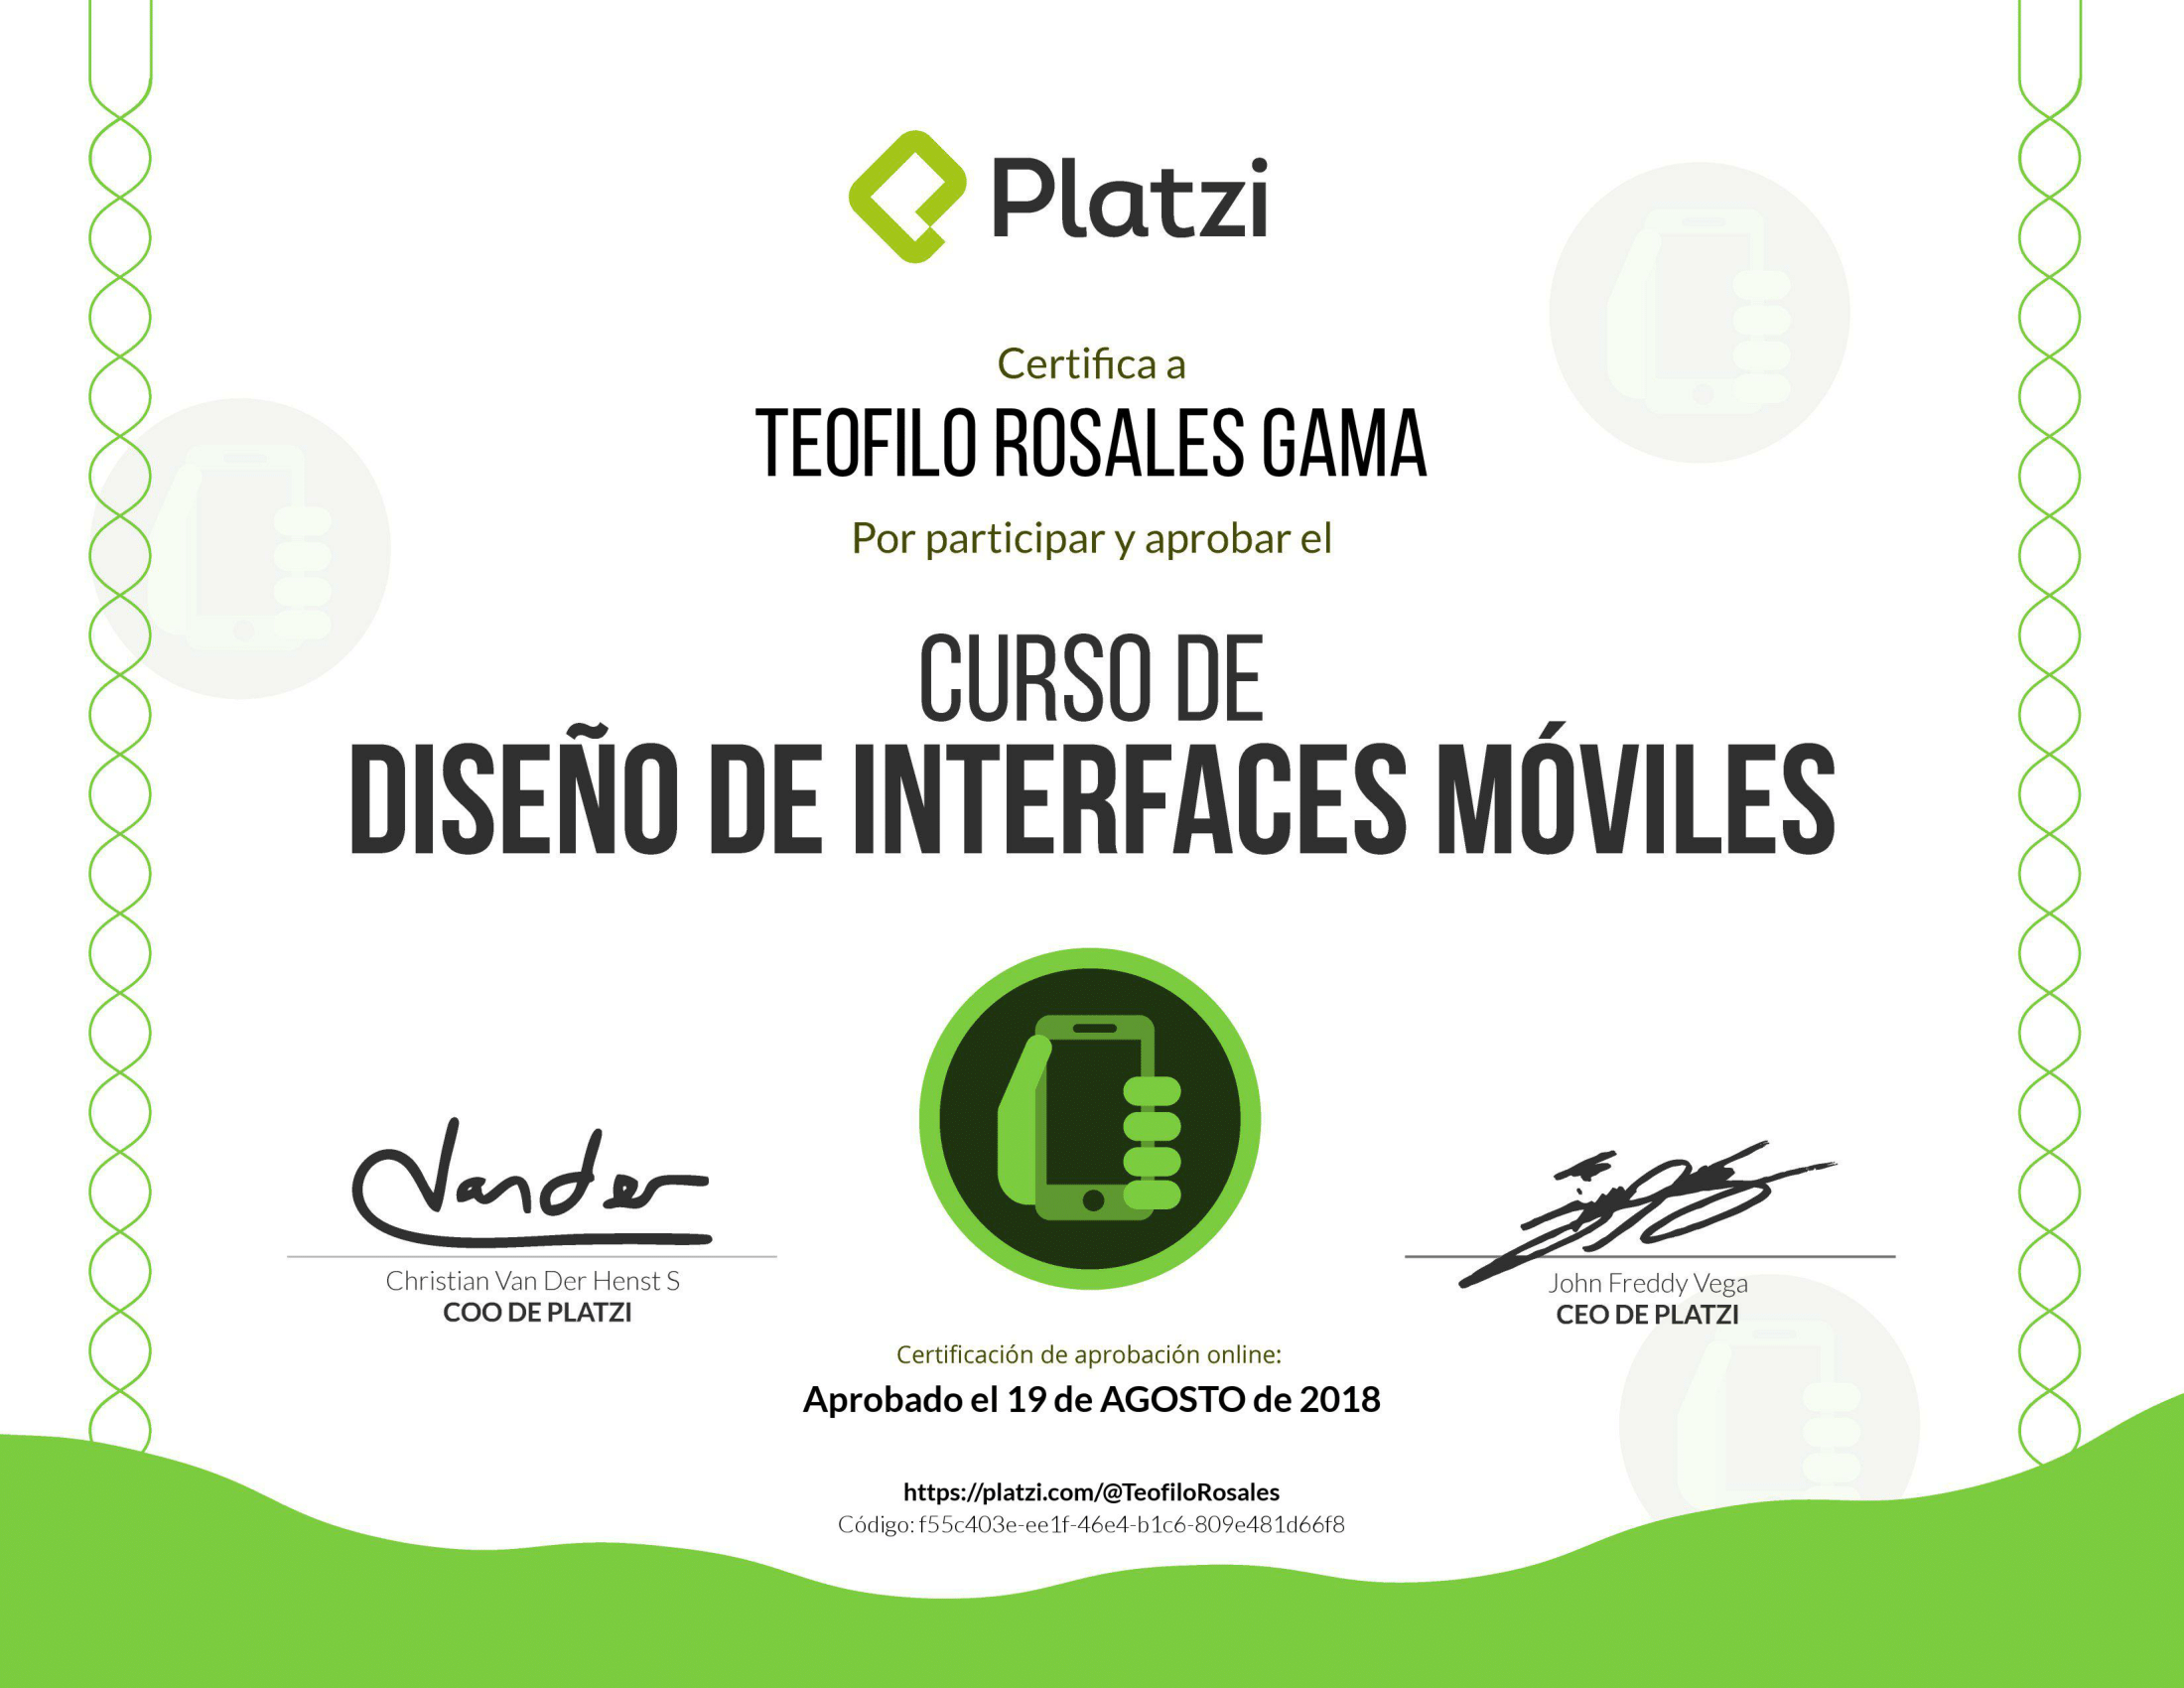 Platzi
Certifica a
TEOFILO ROSALES GAMA
Por participar y aprobar el
CURSO DE
DISEÑO DE INTERFACES MÓVILES
Vander
Christian Van Der Henst S
COO DE PLATZI
John Freddy Vega
CEO DE PLATZI
Certificación de aprobación online:
Aprobado el 19 de AGOSTO de 2018
https://platzi.com/@TeofiloRosales
Código: f55c403e-ee1f-46e4-b1c6-809e481d66f8